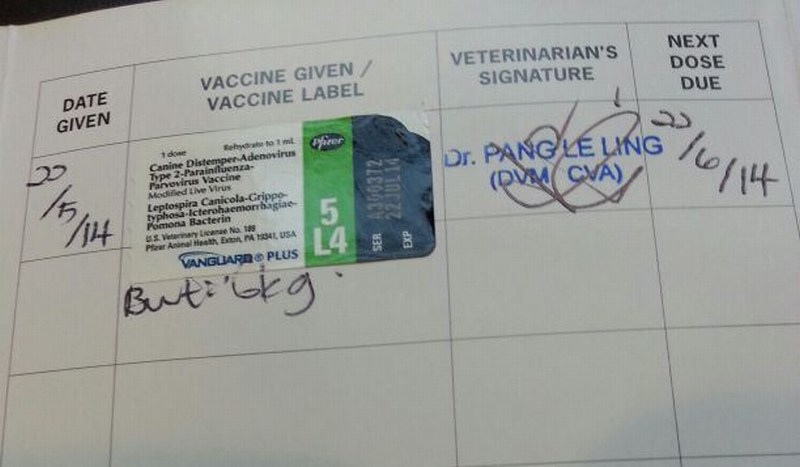 DATE
GIVEN
VACCINE GIVEN /
VACCINE LABEL
VETERINARIAN'S
SIGNATURE
NEXT
DOSE
DUE
22
/5
/14
1 dose Rehydrate to 1 mL
Canine Distemper-Adenovirus
Type 2-Parainfluenza-
Parvovirus Vaccine
Modified Live Virus
Leptospira Canicola-Grippo-
typhosa-Icterohaemorrhagiae-
Pomona Bacterin
U.S. Veterinary License No. 189
Pfizer Animal Health, Exton, PA 19341, USA
VANGUARD® PLUS
Pfizer
5
L4
SER
EXP 22JUL14
Dr. PANG LE LING
(DVM CVA)
22
/6/14
Bwt: 6kg